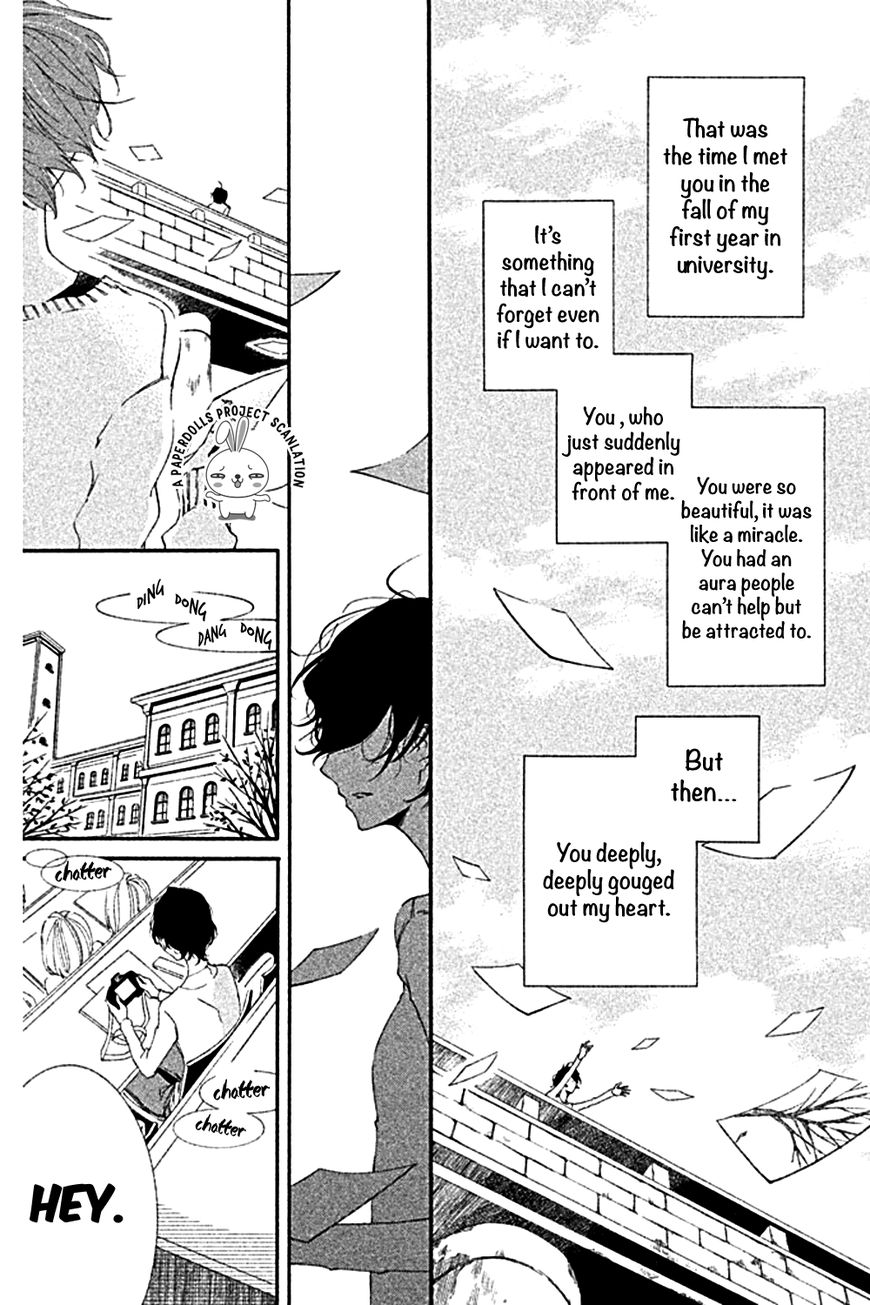 That was
the time I met
you in the
fall of my
first year in
university.
It's
something
that I can't
forget even
if I want to.
You , who
just suddenly
appeared in
front of me.
You were so
beautiful, it was
like a miracle.
You had an
aura people
can't help but
be attracted to.
But
then...
You deeply,
deeply gouged
out my heart.
A PAPERDOLLS PROJECT SCANLATION
DING DONG
DANG DONG
chatter
chatter
chatter
HEY.